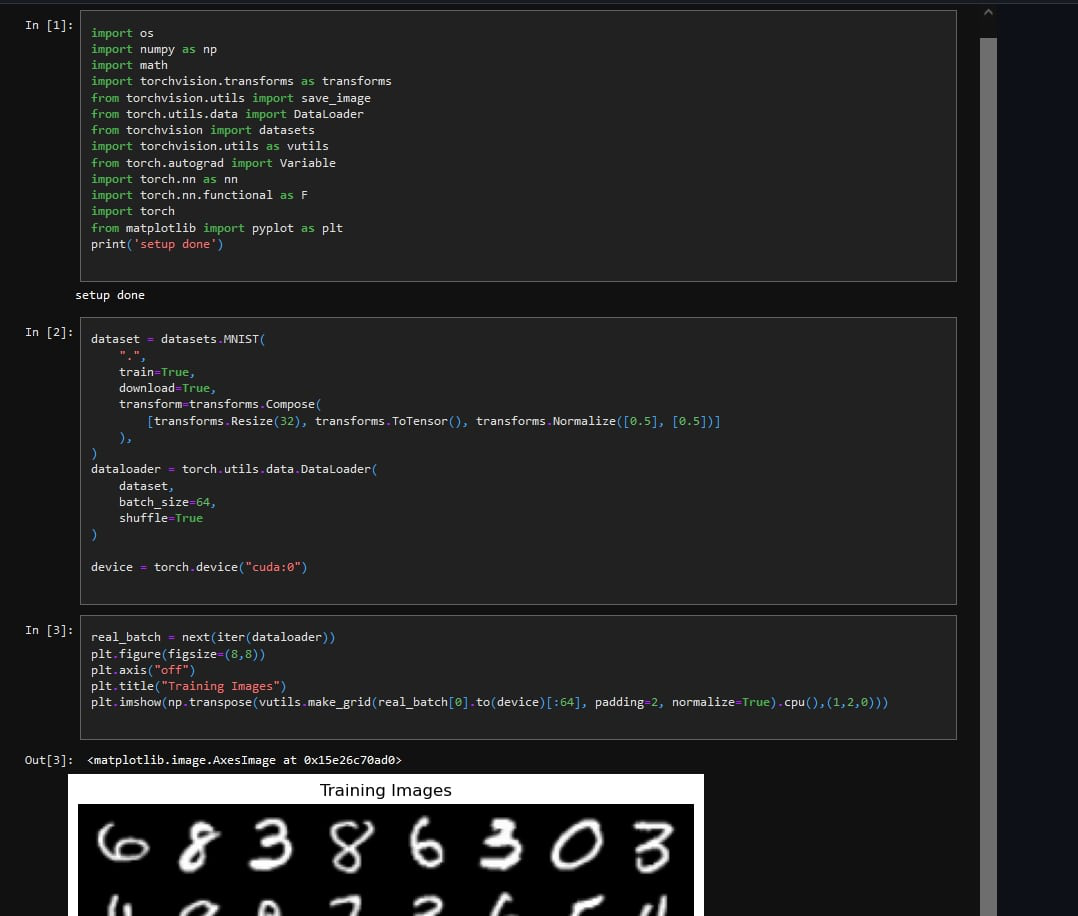 In [1]:
import os
import numpy as np
import math
import torchvision.transforms as transforms
from torchvision.utils import save_image
from torch.utils.data import DataLoader
from torchvision import datasets
import torchvision.utils as vutils
from torch.autograd import Variable
import torch.nn as nn
import torch.nn.functional as F
import torch
from matplotlib import pyplot as plt
print('setup done')
setup done
In [2]:
dataset = datasets.MNIST(
    ".",
    train=True,
    download=True,
    transform=transforms.Compose(
        [transforms.Resize(32), transforms.ToTensor(), transforms.Normalize([0.5], [0.5])]
    ),
)
dataloader = torch.utils.data.DataLoader(
    dataset,
    batch_size=64,
    shuffle=True
)
device = torch.device("cuda:0")
In [3]:
real_batch = next(iter(dataloader))
plt.figure(figsize=(8,8))
plt.axis("off")
plt.title("Training Images")
plt.imshow(np.transpose(vutils.make_grid(real_batch[0].to(device)[:64], padding=2, normalize=True).cpu(),(1,2,0)))
Out[3]: <matplotlib.image.AxesImage at 0x15e26c70ad0>
Training Images
6 8 3 8 6 3 0 3